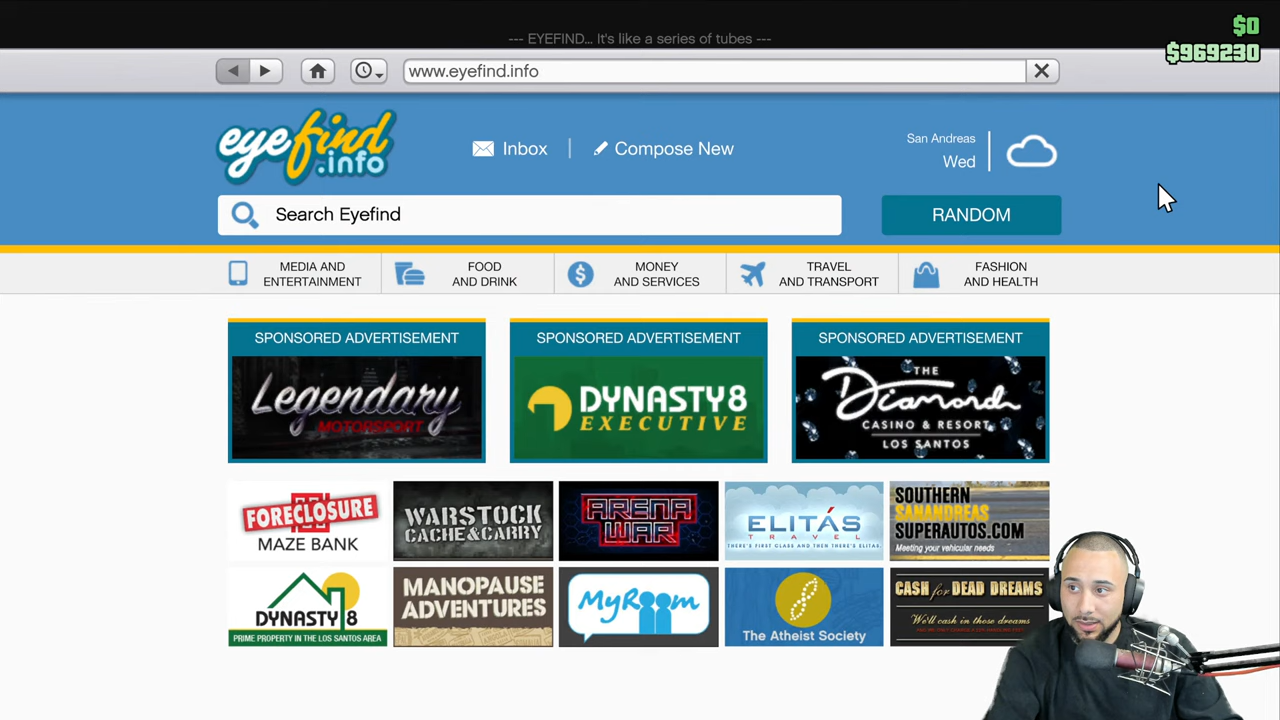 $0
--- EYEFIND... It's like a series of tubes ---
$969230
www.eyefind.info
eyefind
.info
Inbox
Compose New
San Andreas
Wed
Search Eyefind
RANDOM
MEDIA AND
ENTERTAINMENT
FOOD
AND DRINK
MONEY
AND SERVICES
TRAVEL
AND TRANSPORT
FASHION
AND HEALTH
SPONSORED ADVERTISEMENT
Legendary
MOTORSPORT
SPONSORED ADVERTISEMENT
DYNASTY8
EXECUTIVE
SPONSORED ADVERTISEMENT
THE
Diamond
CASINO & RESORT
LOS SANTOS
FORECLOSURE
MAZE BANK
WARSTOCK
CACHE&CARRY
ARENA
WAR
ELITÁS
TRAVEL
THERE'S FIRST CLASS AND THEN THERE'S ELITAS.
SOUTHERN
SANANDREAS
SUPERAUTOS.COM
Meeting your vehicular needs
DYNASTY8
PRIME PROPERTY IN THE LOS SANTOS AREA
MANOPAUSE
ADVENTURES
MyRoom
The Atheist Society
CASH for DEAD DREAMS
We'll cash in those dreams